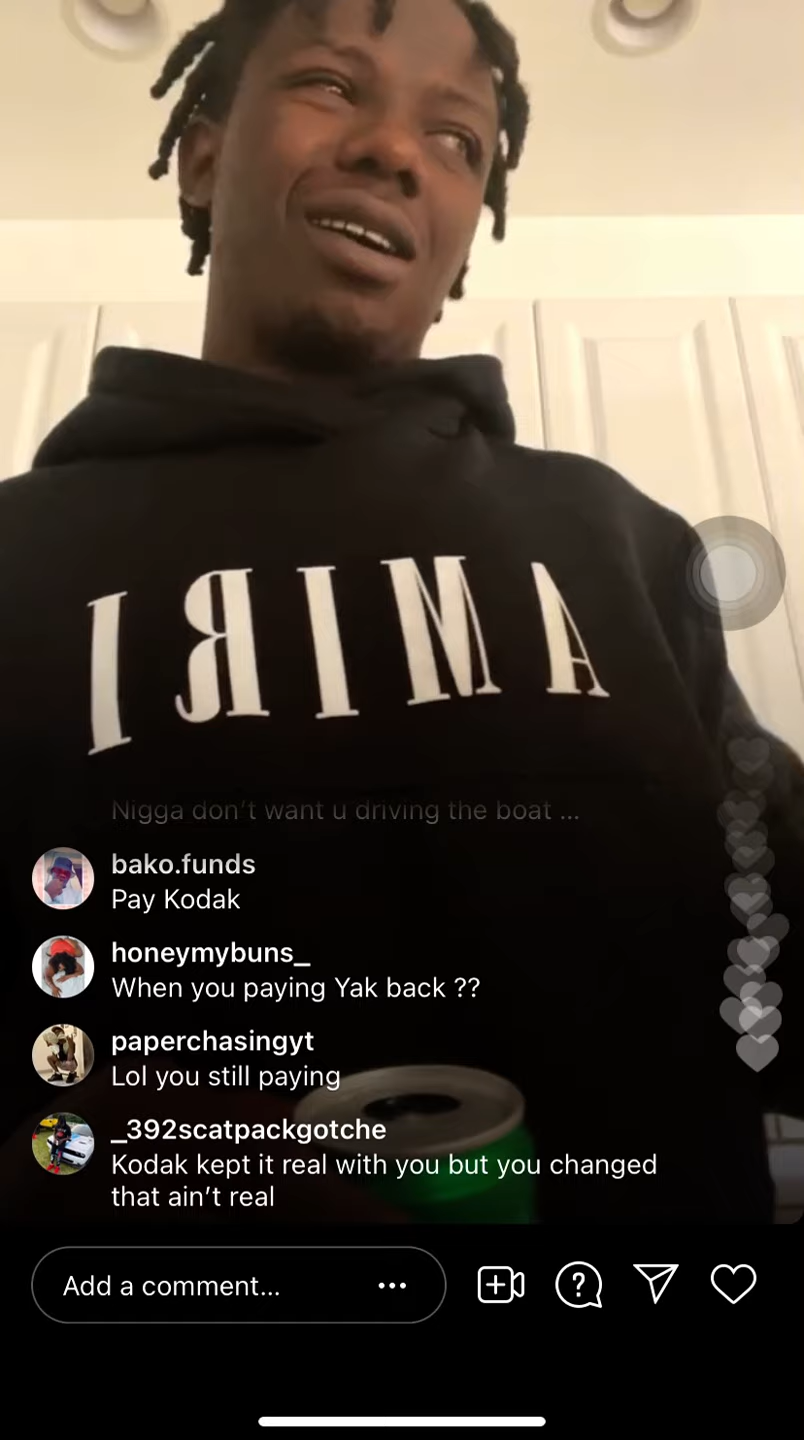 IRIMA
Nigga don't want u driving the boat ...
bako.funds
Pay Kodak
honeymybuns_
When you paying Yak back ??
paperchasingyt
Lol you still paying
_392scatpackgotche
Kodak kept it real with you but you changed
that ain't real
Add a comment...